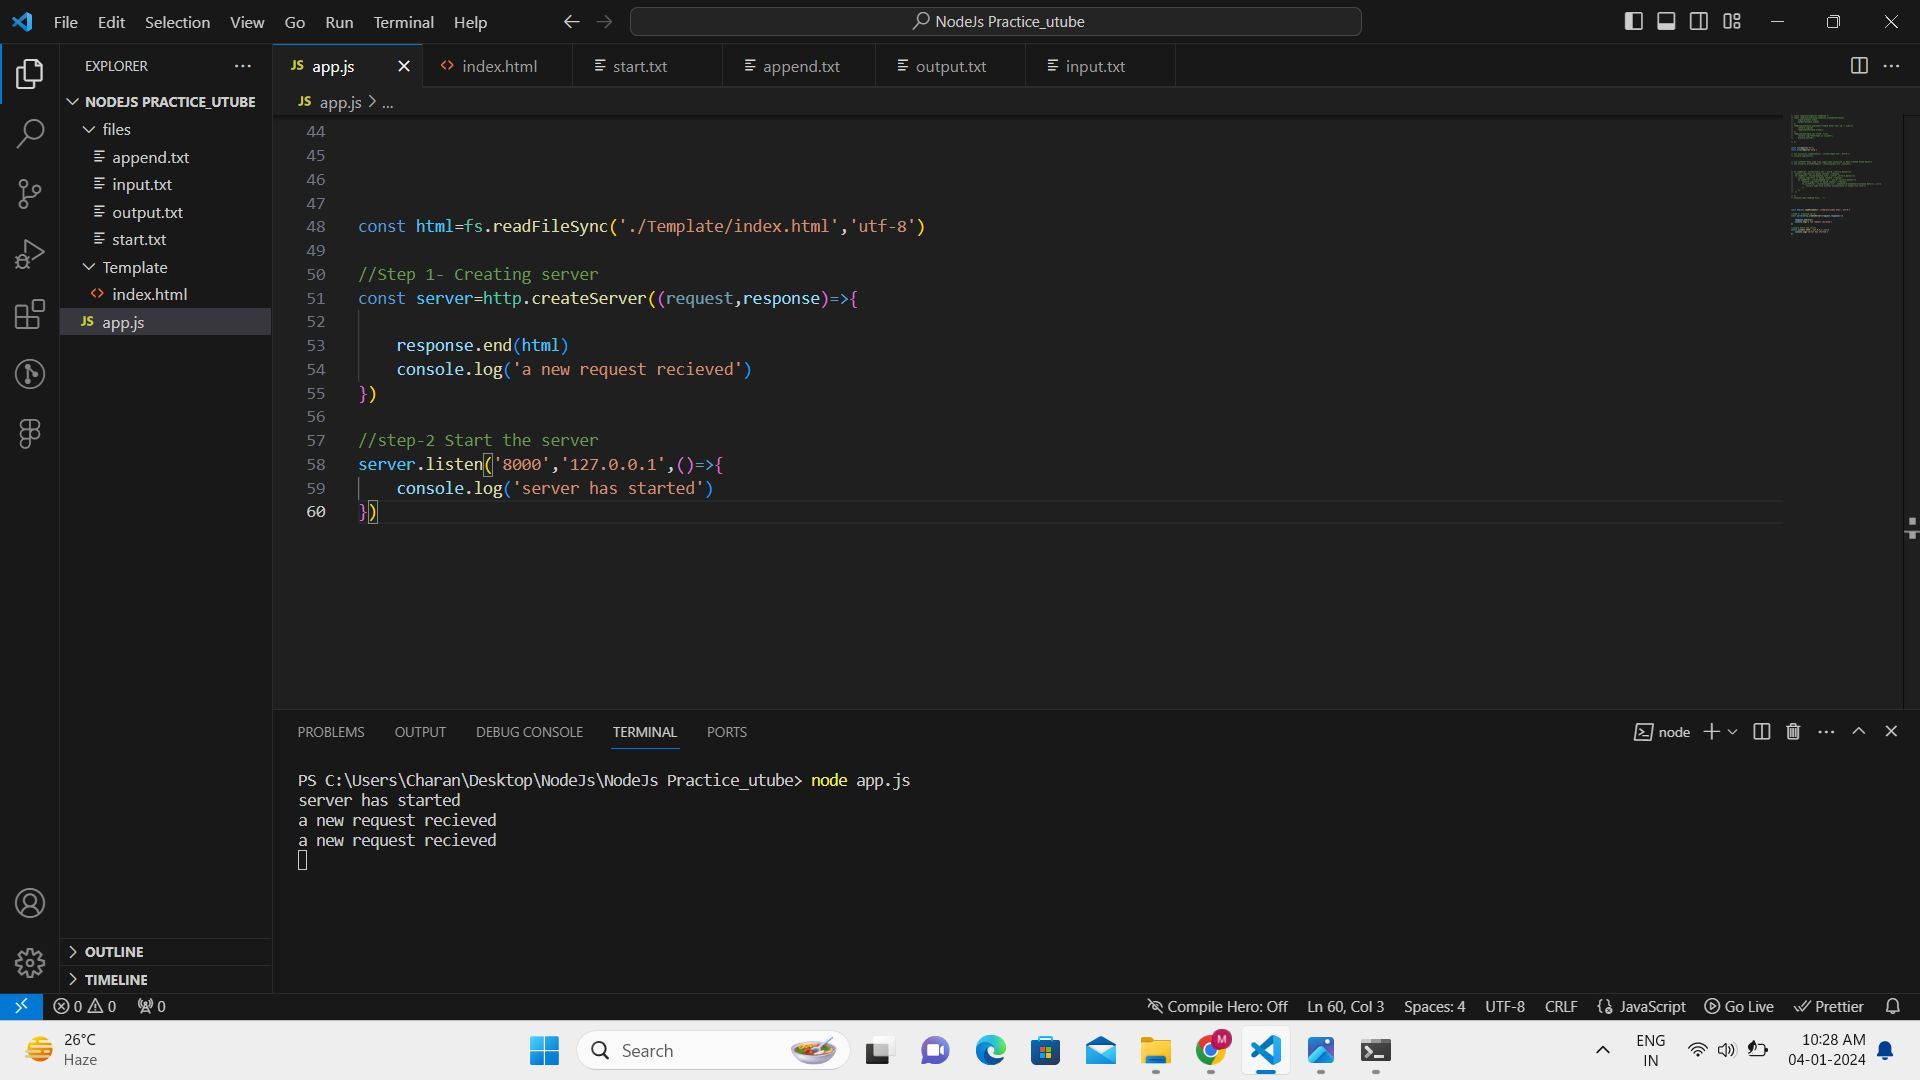 File Edit Selection View Go Run Terminal Help
NodeJs Practice_utube
EXPLORER
NODEJS PRACTICE_UTUBE
files
append.txt
input.txt
output.txt
start.txt
Template
index.html
JS app.js
OUTLINE
TIMELINE
JS app.js
index.html
start.txt
append.txt
output.txt
input.txt
JS app.js > ...
44
45
46
47
48 const html=fs.readFileSync('./Template/index.html','utf-8')
49
50 //Step 1- Creating server
51 const server=http.createServer((request,response)=>{
52
53 response.end(html)
54 console.log('a new request recieved')
55 })
56
57 //step-2 Start the server
58 server.listen('8000','127.0.0.1',()=>{
59 console.log('server has started')
60 })
PROBLEMS OUTPUT DEBUG CONSOLE TERMINAL PORTS
node
PS C:\Users\Charan\Desktop\NodeJs\NodeJs Practice_utube> node app.js
server has started
a new request recieved
a new request recieved
0 0 0
Compile Hero: Off Ln 60, Col 3 Spaces: 4 UTF-8 CRLF JavaScript Go Live Prettier
26°C
Haze
Search
M
ENG
IN
10:28 AM
04-01-2024